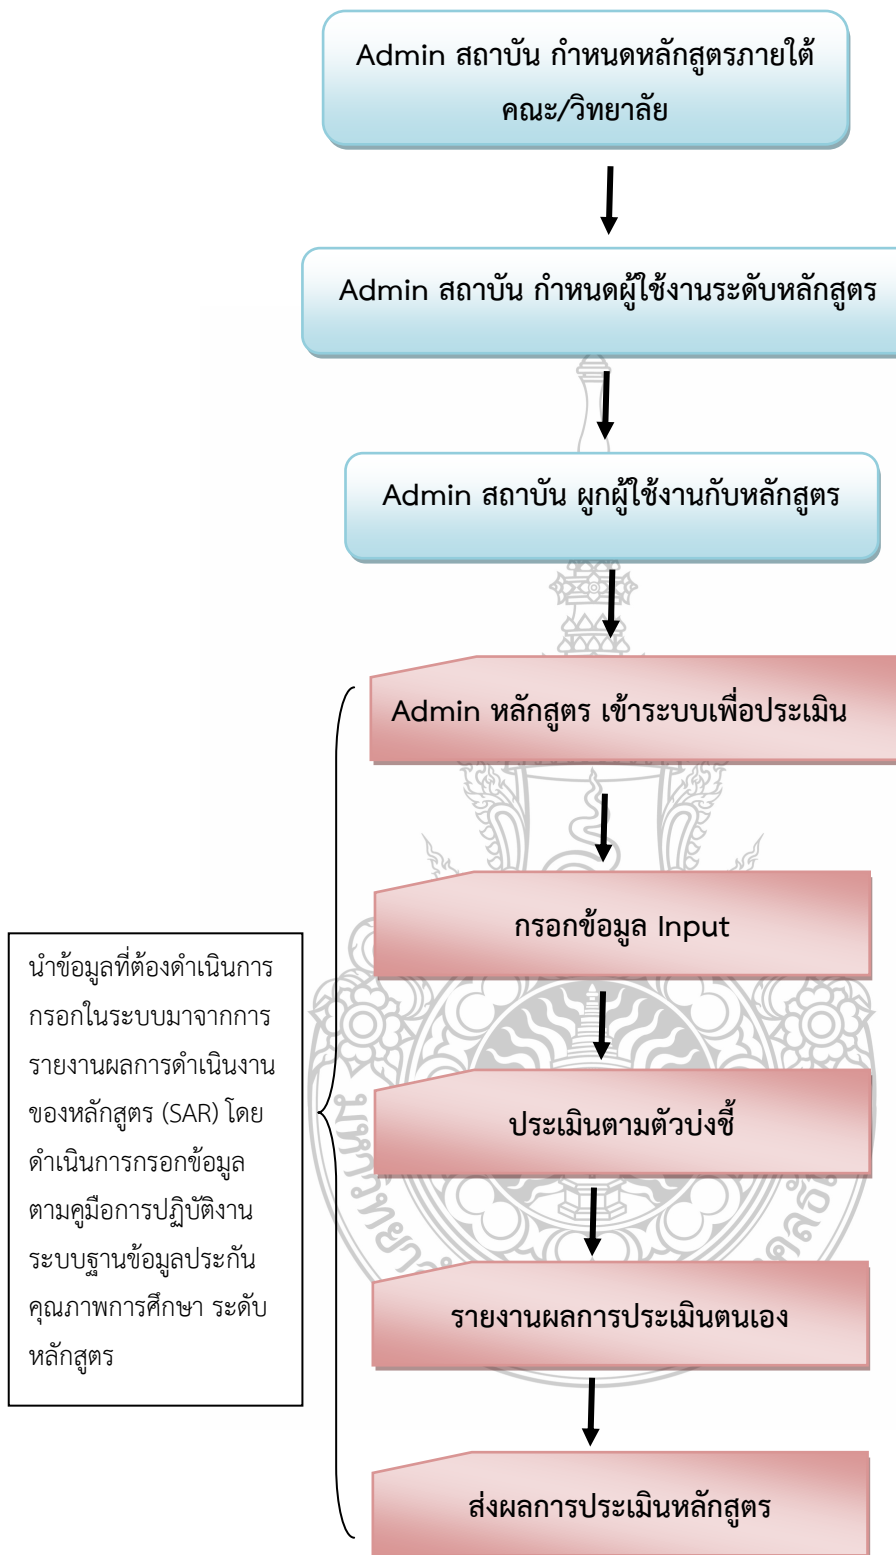 Admin สถาบัน กำหนดหลักสูตรภายใต้
คณะ/วิทยาลัย
Admin สถาบัน กำหนดผู้ใช้งานระดับหลักสูตร
Admin สถาบัน ผูกผู้ใช้งานกับหลักสูตร
Admin หลักสูตร เข้าระบบเพื่อประเมิน
กรอกข้อมูล Input
นำข้อมูลที่ต้องดำเนินการ
กรอกในระบบมาจากการ
รายงานผลการดำเนินงาน
ของหลักสูตร (SAR) โดย
ดำเนินการกรอกข้อมูล
ตามคู่มือการปฏิบัติงาน
ระบบฐานข้อมูลประกัน
คุณภาพการศึกษา ระดับ
หลักสูตร
ประเมินตามตัวบ่งชี้
รายงานผลการประเมินตนเอง
ส่งผลการประเมินหลักสูตร